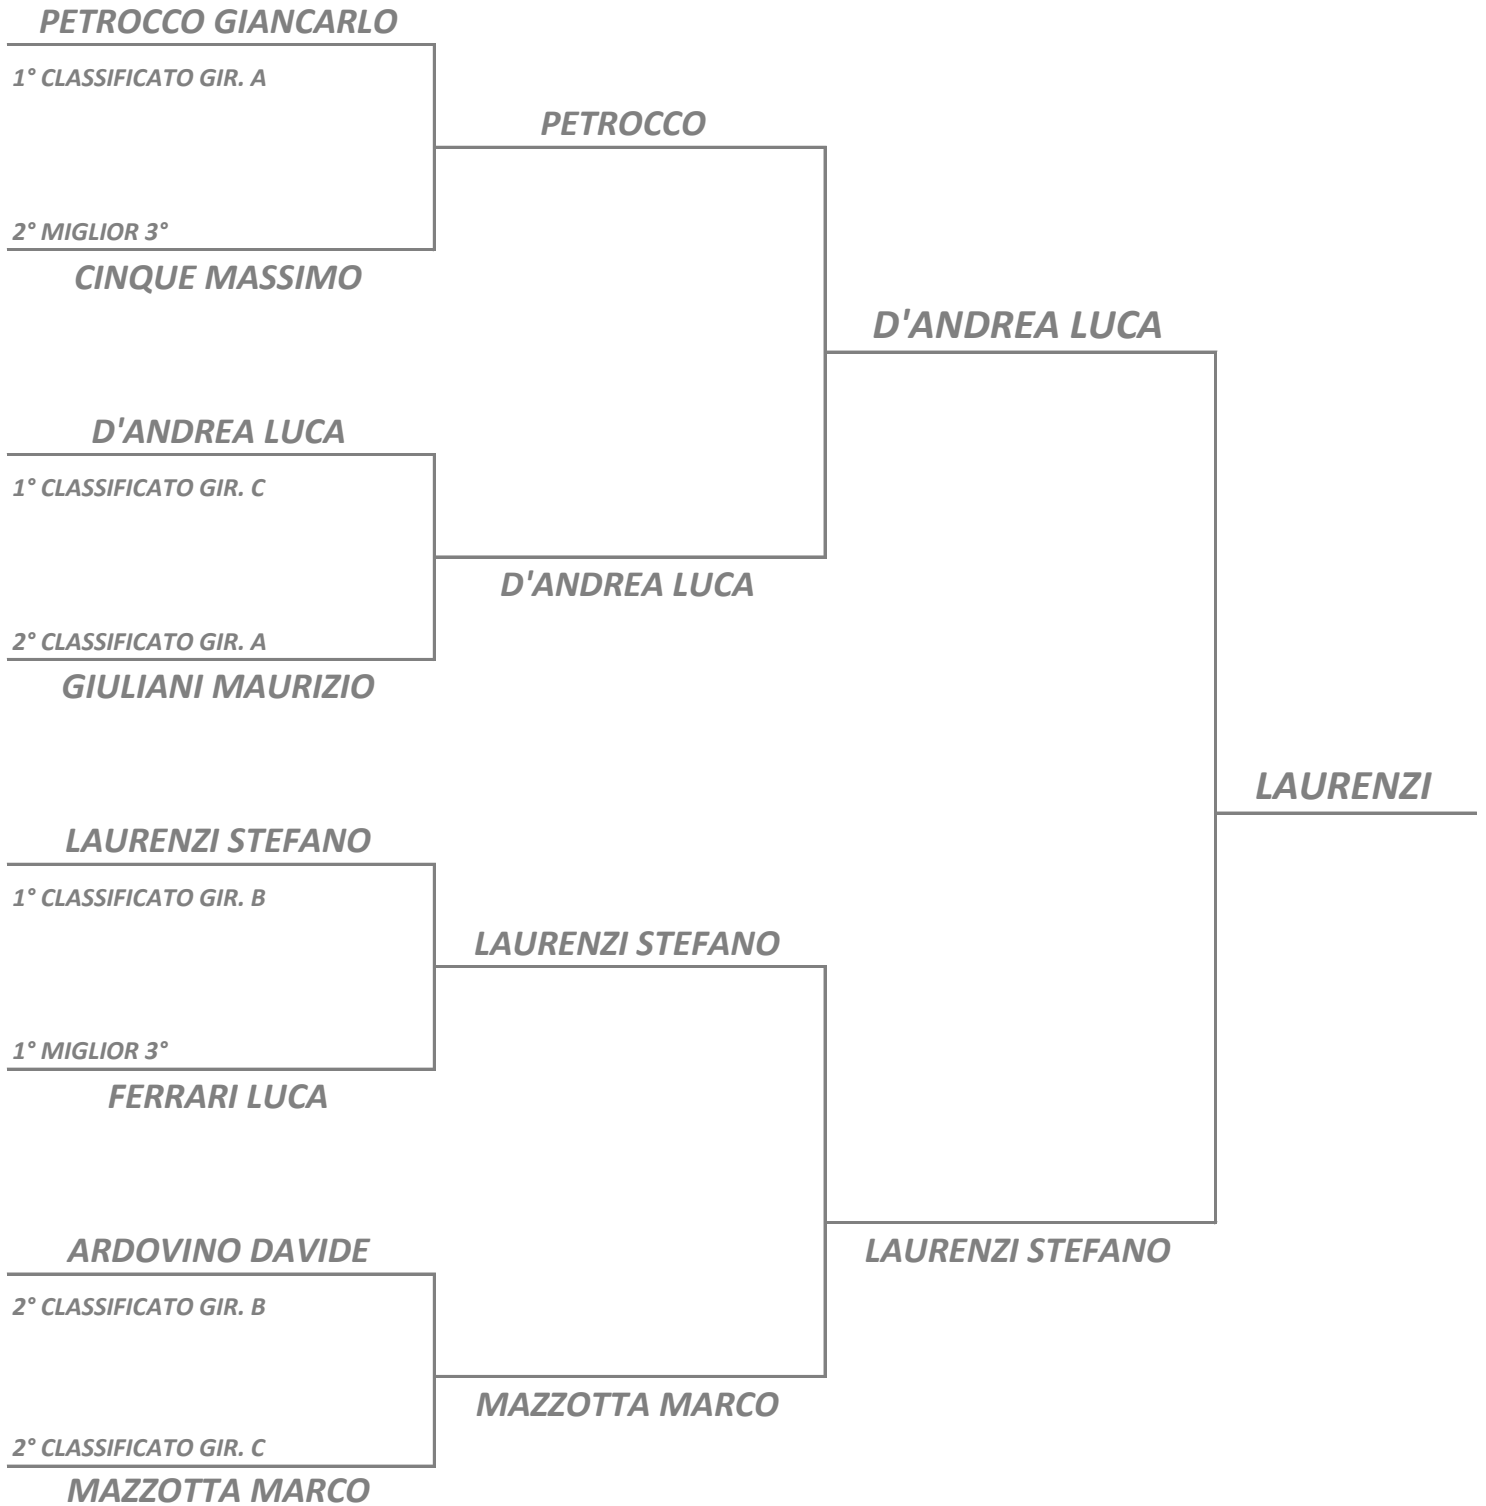 PETROCCO GIANCARLO
1° CLASSIFICATO GIR. A
PETROCCO
2° MIGLIOR 3°
CINQUE MASSIMO
D'ANDREA LUCA
D'ANDREA LUCA
1° CLASSIFICATO GIR. C
D'ANDREA LUCA
2° CLASSIFICATO GIR. A
GIULIANI MAURIZIO
LAURENZI
LAURENZI STEFANO
1° CLASSIFICATO GIR. B
LAURENZI STEFANO
1° MIGLIOR 3°
FERRARI LUCA
ARDOVINO DAVIDE
LAURENZI STEFANO
2° CLASSIFICATO GIR. B
MAZZOTTA MARCO
2° CLASSIFICATO GIR. C
MAZZOTTA MARCO